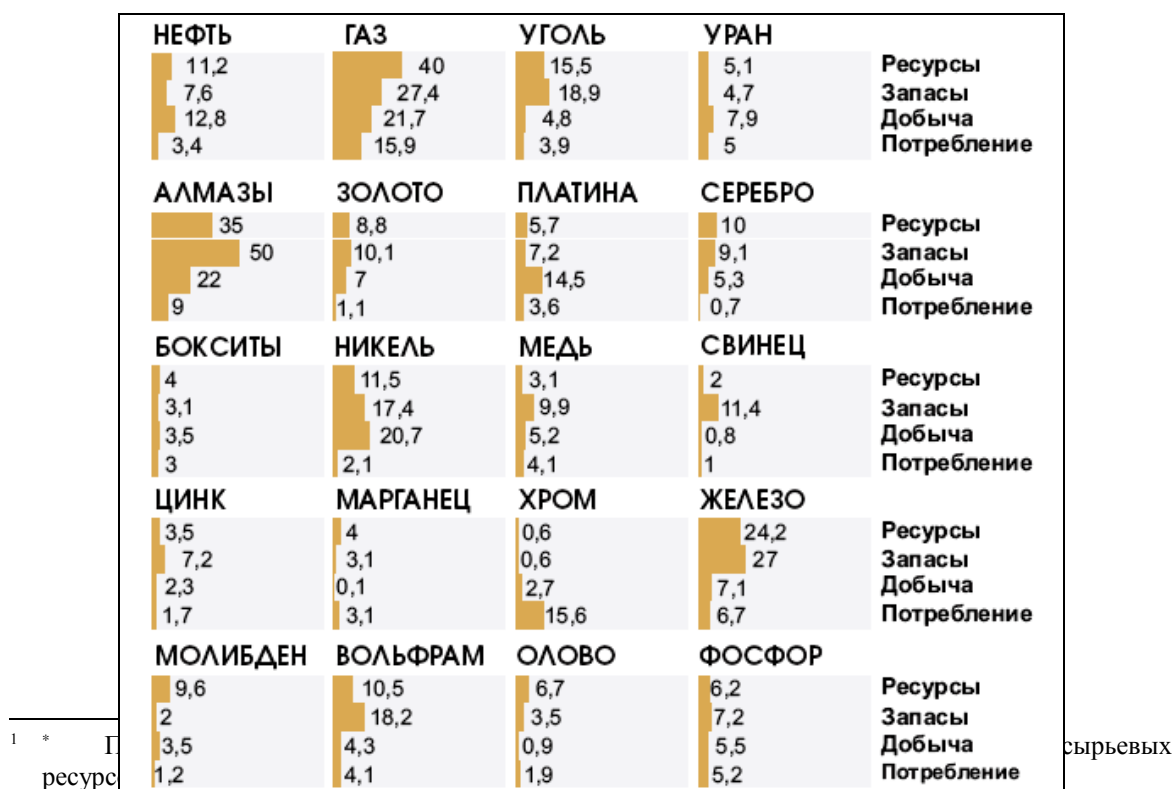 НЕФТЬ ГАЗ УГОЛЬ УРАН
11,2 40 15,5 5,1 Ресурсы
7,6 27,4 18,9 4,7 Запасы
12,8 21,7 4,8 7,9 Добыча
3,4 15,9 3,9 5 Потребление
АЛМАЗЫ ЗОЛОТО ПЛАТИНА СЕРЕБРО
35 8,8 5,7 10 Ресурсы
50 10,1 7,2 9,1 Запасы
22 7 14,5 5,3 Добыча
9 1,1 3,6 0,7 Потребление
БОКСИТЫ НИКЕЛЬ МЕДЬ СВИНЕЦ
4 11,5 3,1 2 Ресурсы
3,1 17,4 9,9 11,4 Запасы
3,5 20,7 5,2 0,8 Добыча
3 2,1 4,1 1 Потребление
ЦИНК МАРГАНЕЦ ХРОМ ЖЕЛЕЗО
3,5 4 0,6 24,2 Ресурсы
7,2 3,1 0,6 27 Запасы
2,3 0,1 2,7 7,1 Добыча
1,7 3,1 15,6 6,7 Потребление
МОЛИБДЕН ВОЛЬФРАМ ОЛОВО ФОСФОР
9,6 10,5 6,7 6,2 Ресурсы
2 18,2 3,5 7,2 Запасы
3,5 4,3 0,9 5,5 Добыча
1,2 4,1 1,9 5,2 Потребление
1 * сырьевых